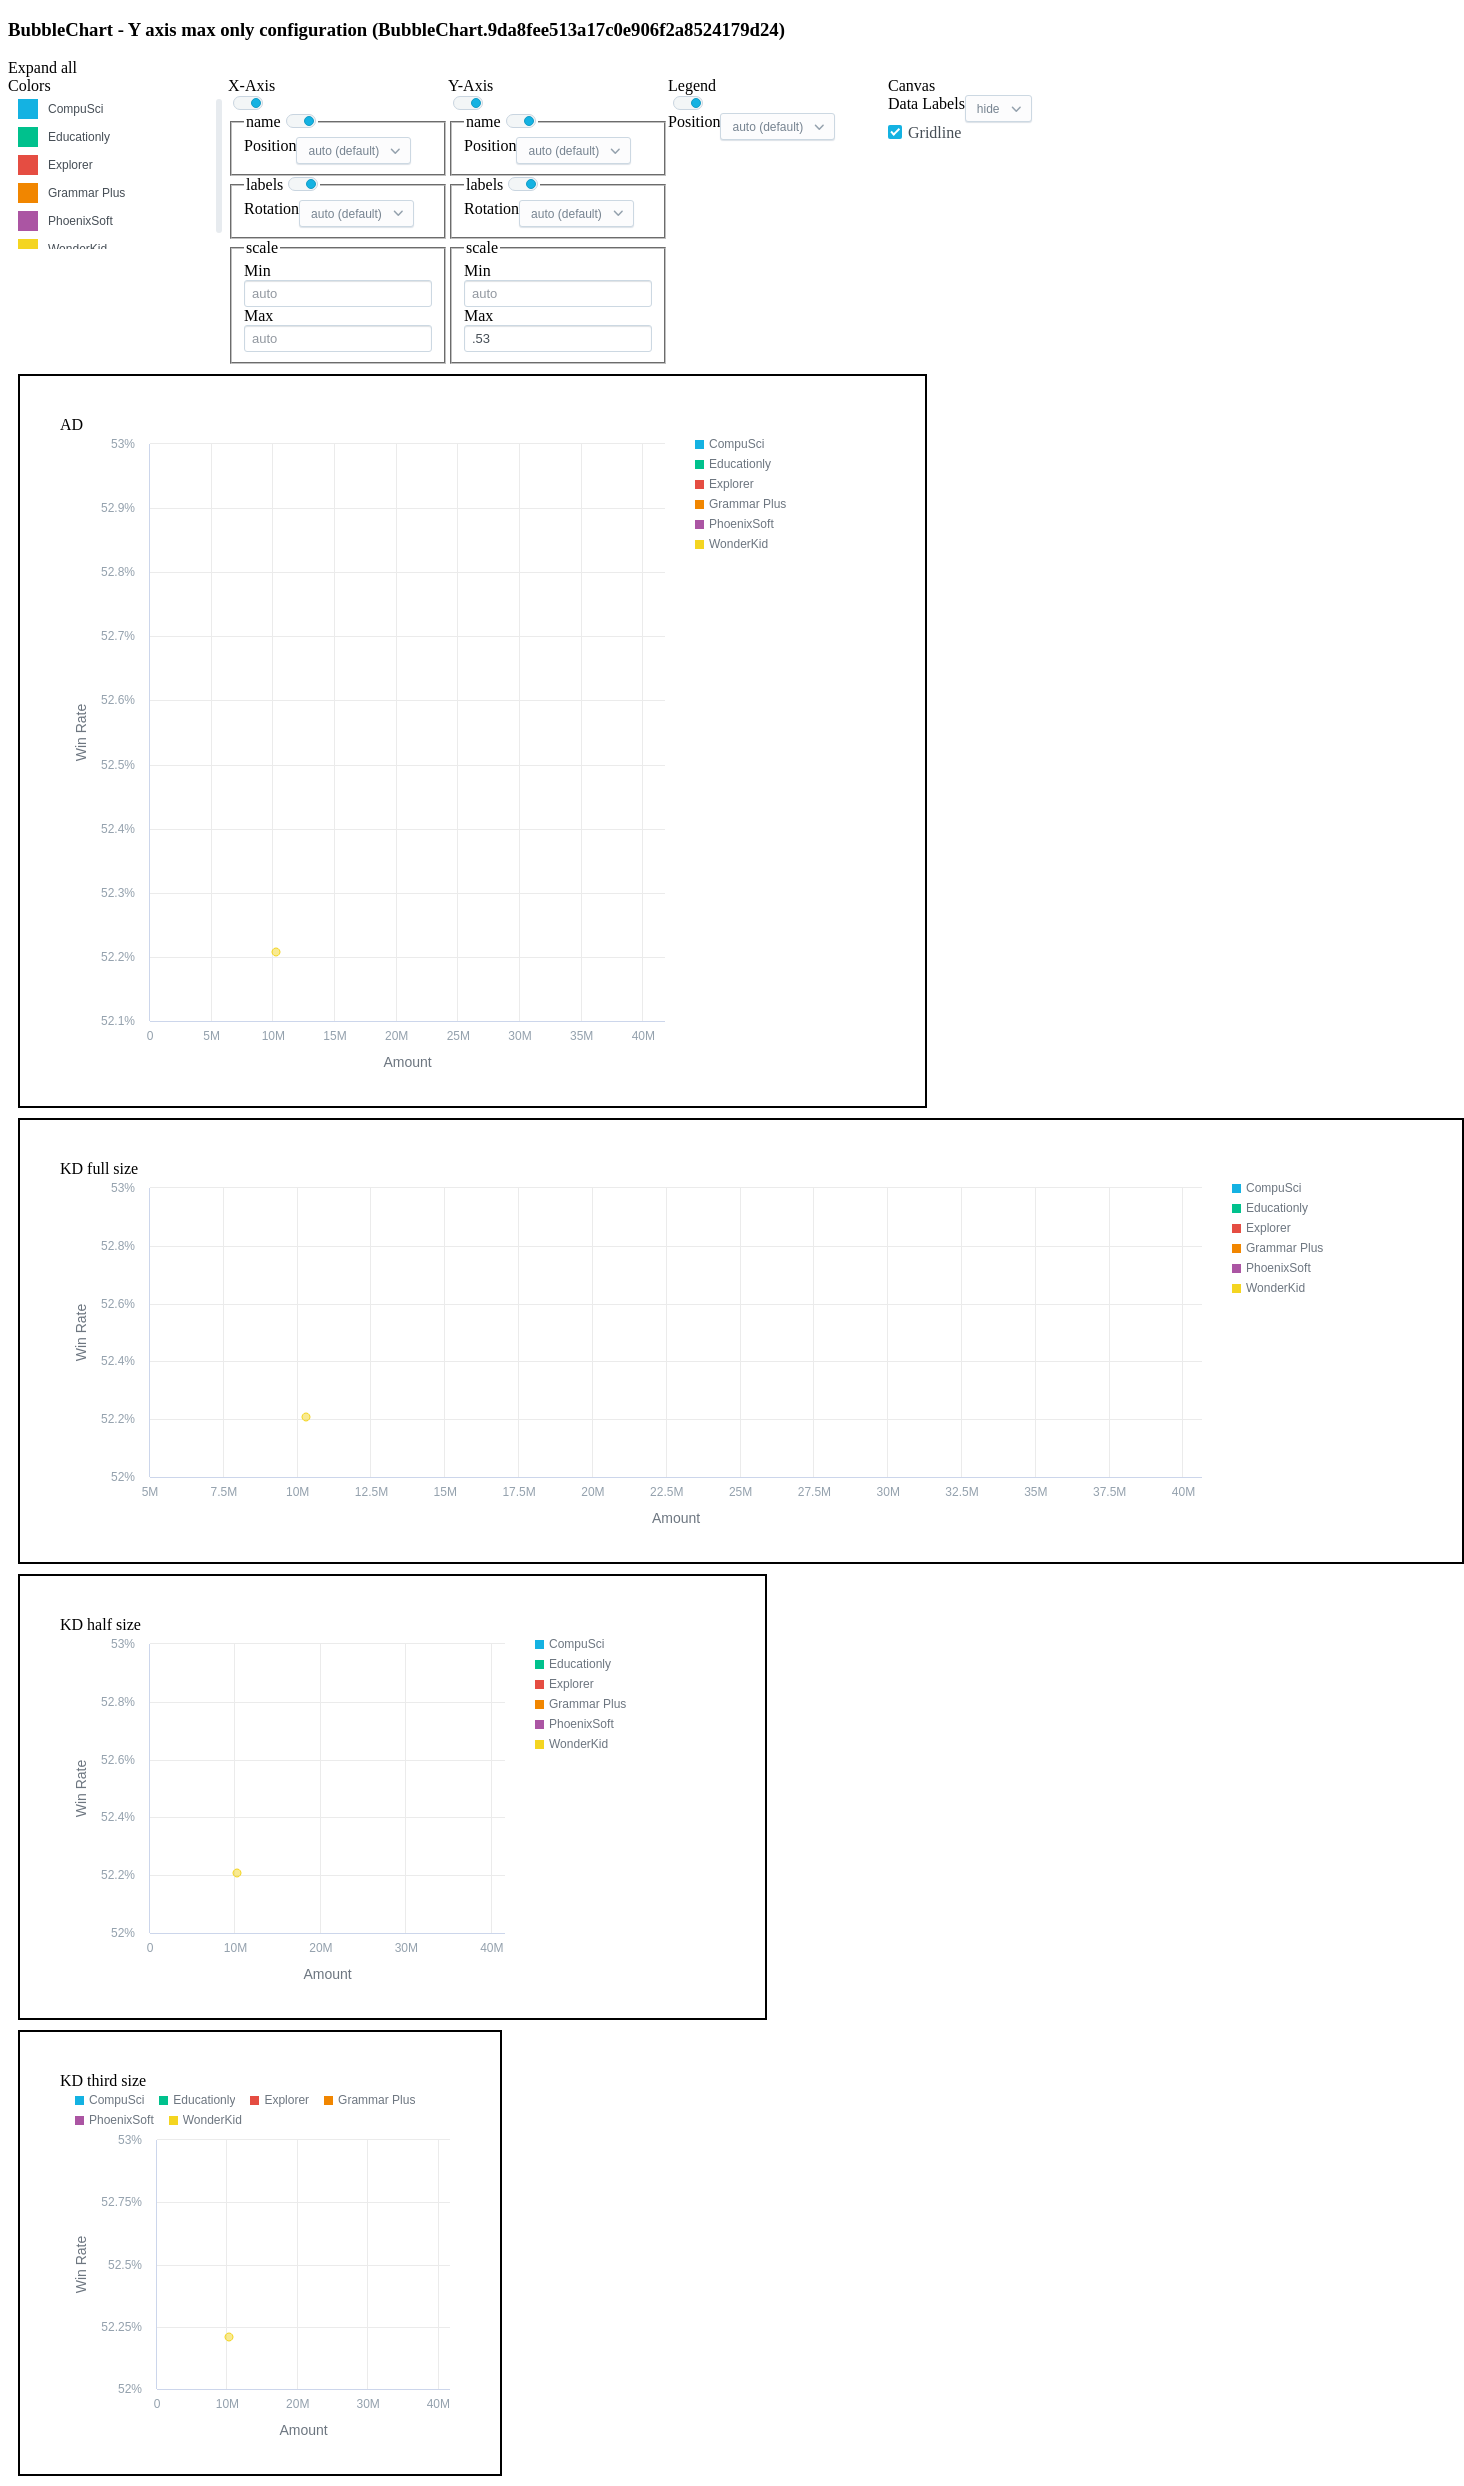 BubbleChart - Y axis max only configuration (BubbleChart.9da8fee513a17c0e906f2a8524179d24)
Expand all
Colors
CompuSci
Educationly
Explorer
Grammar Plus
PhoenixSoft
WonderKid
X-Axis
name
Position auto (default)
labels
Rotation auto (default)
scale
Min
auto
Max
auto
Y-Axis
name
Position auto (default)
labels
Rotation auto (default)
scale
Min
auto
Max
.53
Legend
Position auto (default)
Canvas
Data Labels hide
Gridline
AD
53%
52.9%
52.8%
52.7%
52.6%
52.5%
52.4%
52.3%
52.2%
52.1%
Win Rate
0 5M 10M 15M 20M 25M 30M 35M 40M
Amount
CompuSci
Educationly
Explorer
Grammar Plus
PhoenixSoft
WonderKid
KD full size
53%
52.8%
52.6%
52.4%
52.2%
52%
Win Rate
5M 7.5M 10M 12.5M 15M 17.5M 20M 22.5M 25M 27.5M 30M 32.5M 35M 37.5M 40M
Amount
CompuSci
Educationly
Explorer
Grammar Plus
PhoenixSoft
WonderKid
KD half size
53%
52.8%
52.6%
52.4%
52.2%
52%
Win Rate
0 10M 20M 30M 40M
Amount
CompuSci
Educationly
Explorer
Grammar Plus
PhoenixSoft
WonderKid
KD third size
CompuSci Educationly Explorer Grammar Plus
PhoenixSoft WonderKid
53%
52.75%
52.5%
52.25%
52%
Win Rate
0 10M 20M 30M 40M
Amount